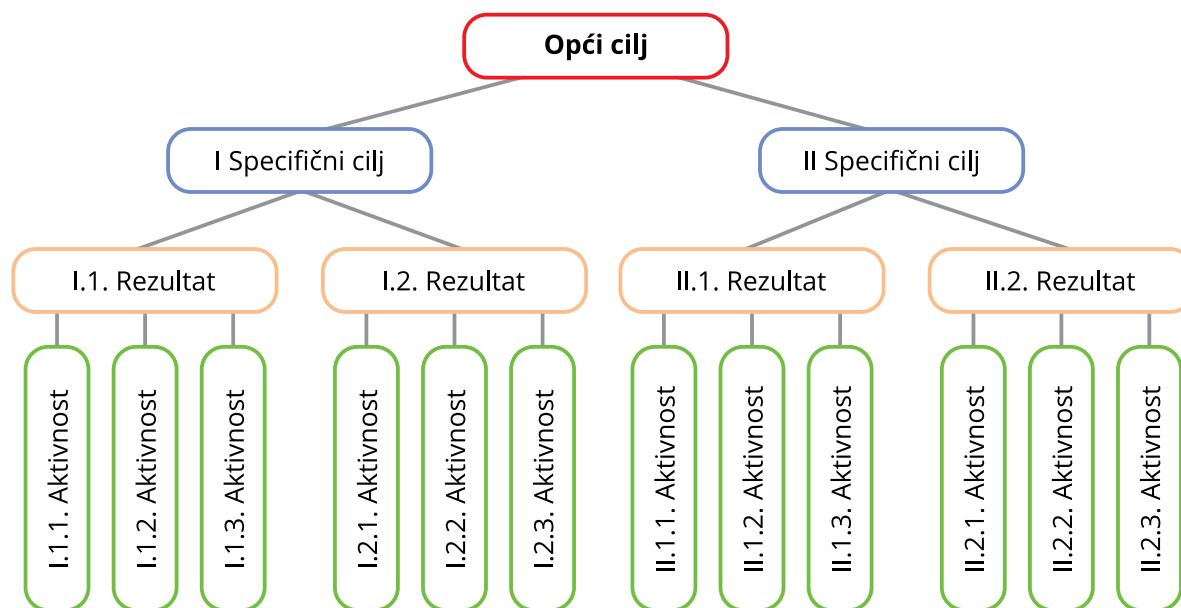 Opći cilj
I Specifični cilj
II Specifični cilj
I.1. Rezultat
I.2. Rezultat
II.1. Rezultat
II.2. Rezultat
I.1.1. Aktivnost
I.1.2. Aktivnost
I.1.3. Aktivnost
I.2.1. Aktivnost
I.2.2. Aktivnost
I.2.3. Aktivnost
II.1.1. Aktivnost
II.1.2. Aktivnost
II.1.3. Aktivnost
II.2.1. Aktivnost
II.2.2. Aktivnost
II.2.3. Aktivnost